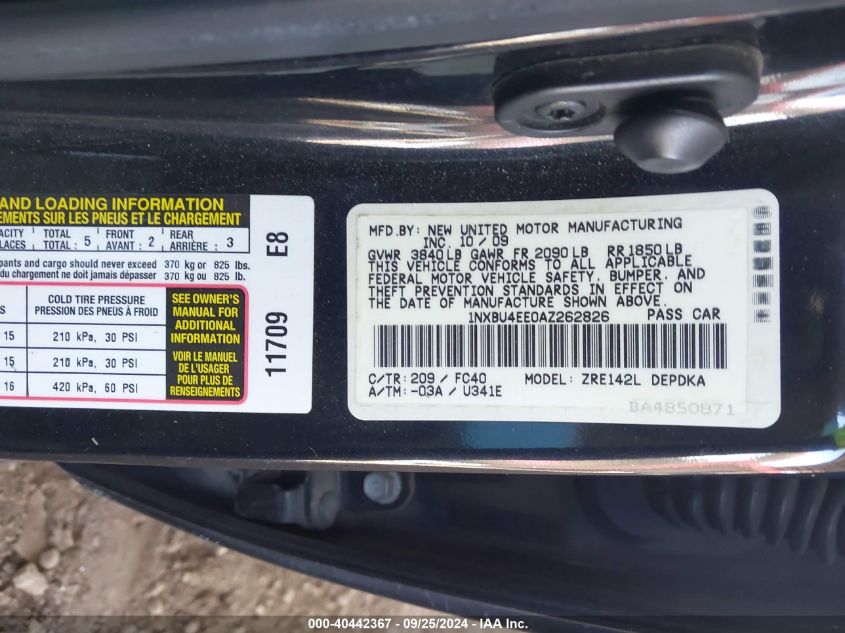 AND LOADING INFORMATION
EMENTS SUR LES PNEUS ET LE CHARGEMENT
ACITY TOTAL FRONT REAR
LACES TOTAL : 5 AVANT : 2 ARRIÈRE : 3
pants and cargo should never exceed 370 kg or 825 lbs.
du chargement ne doit jamais dépasser 370 kg ou 825 lb.
S COLD TIRE PRESSURE
PRESSION DES PNEUS À FROID
15 210 kPa, 30 PSI
15 210 kPa, 30 PSI
16 420 kPa, 60 PSI
SEE OWNER'S
MANUAL FOR
ADDITIONAL
INFORMATION
VOIR LE MANUEL
DE L'USAGER
POUR PLUS DE
RENSEIGNEMENTS
11709 E8
MFD.BY: NEW UNITED MOTOR MANUFACTURING
INC. 10/09
GVWR 3840LB GAWR FR 2090LB RR1850LB
THIS VEHICLE CONFORMS TO ALL APPLICABLE
FEDERAL MOTOR VEHICLE SAFETY, BUMPER, AND
THEFT PREVENTION STANDARDS IN EFFECT ON
THE DATE OF MANUFACTURE SHOWN ABOVE.
1NXBU4EE0AZ262826 PASS CAR
C/TR: 209 / FC40 MODEL: ZRE142L DEPDKA
A/TM: -03A / U341E
BA4850871
000-40442367 - 09/25/2024 - IAA Inc.